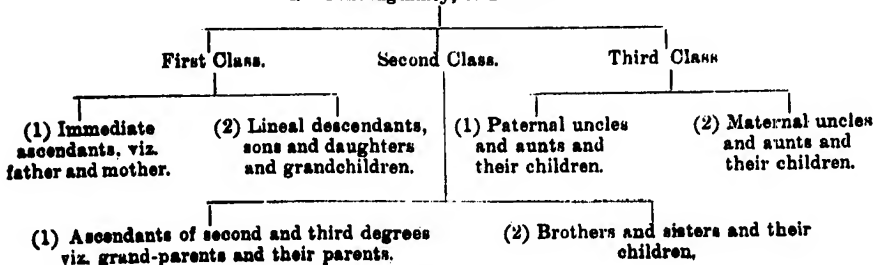 First Class. Second Class. Third Class
(1) Immediate ascendants, viz. father and mother.
(2) Lineal descendants, sons and daughters and grandchildren.
(1) Paternal uncles and aunts and their children.
(2) Maternal uncles and aunts and their children.
(1) Ascendants of second and third degrees viz. grand-parents and their parents.
(2) Brothers and sisters and their children,